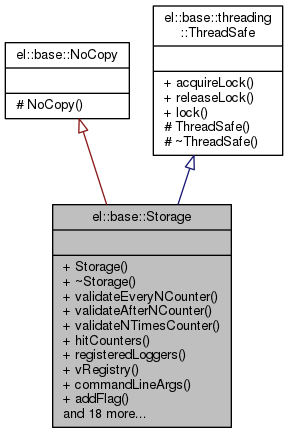 el::base::NoCopy
# NoCopy()
el::base::threading
::ThreadSafe
+ acquireLock()
+ releaseLock()
+ lock()
# ThreadSafe()
# ~ThreadSafe()
el::base::Storage
+ Storage()
+ ~Storage()
+ validateEveryNCounter()
+ validateAfterNCounter()
+ validateNTimesCounter()
+ hitCounters()
+ registeredLoggers()
+ vRegistry()
+ commandLineArgs()
+ addFlag()
and 18 more...